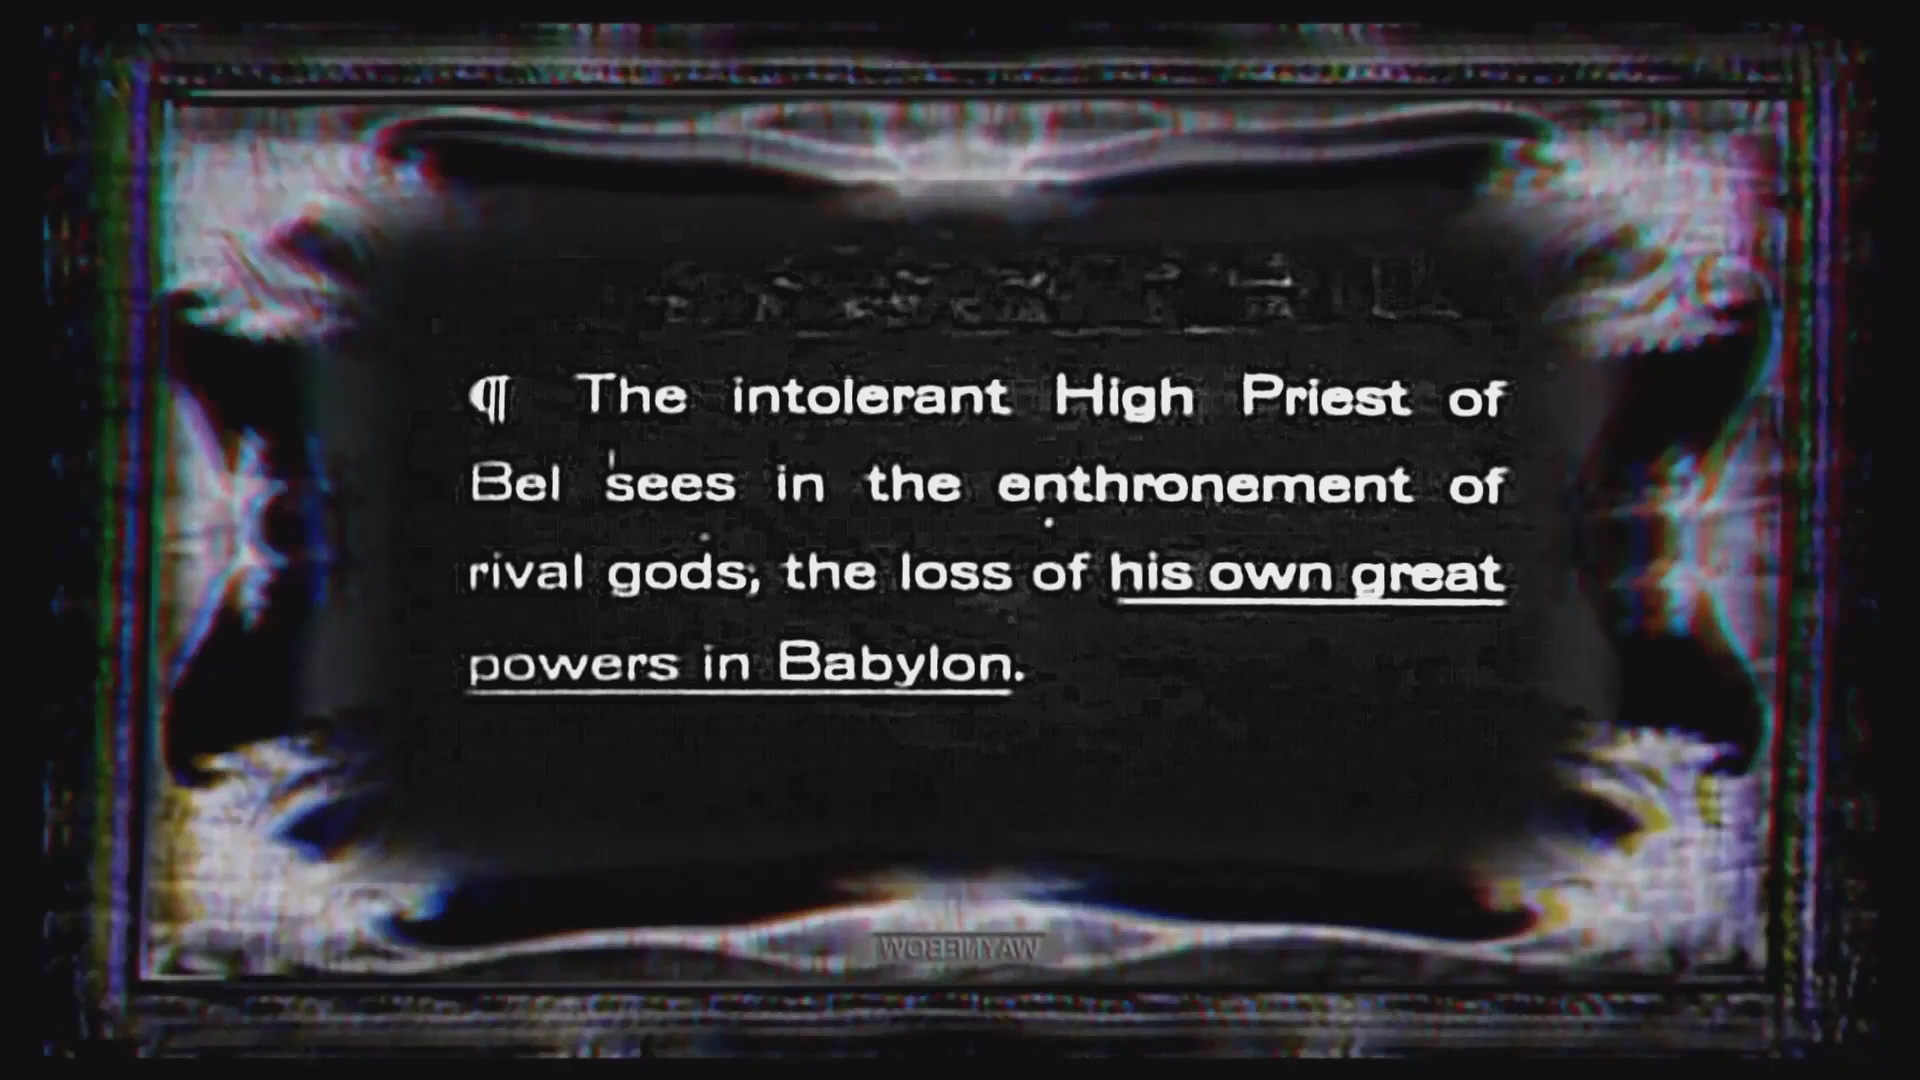 ¶ The intolerant High Priest of
Bel sees in the enthronement of
rival gods, the loss of his own great
powers in Babylon.